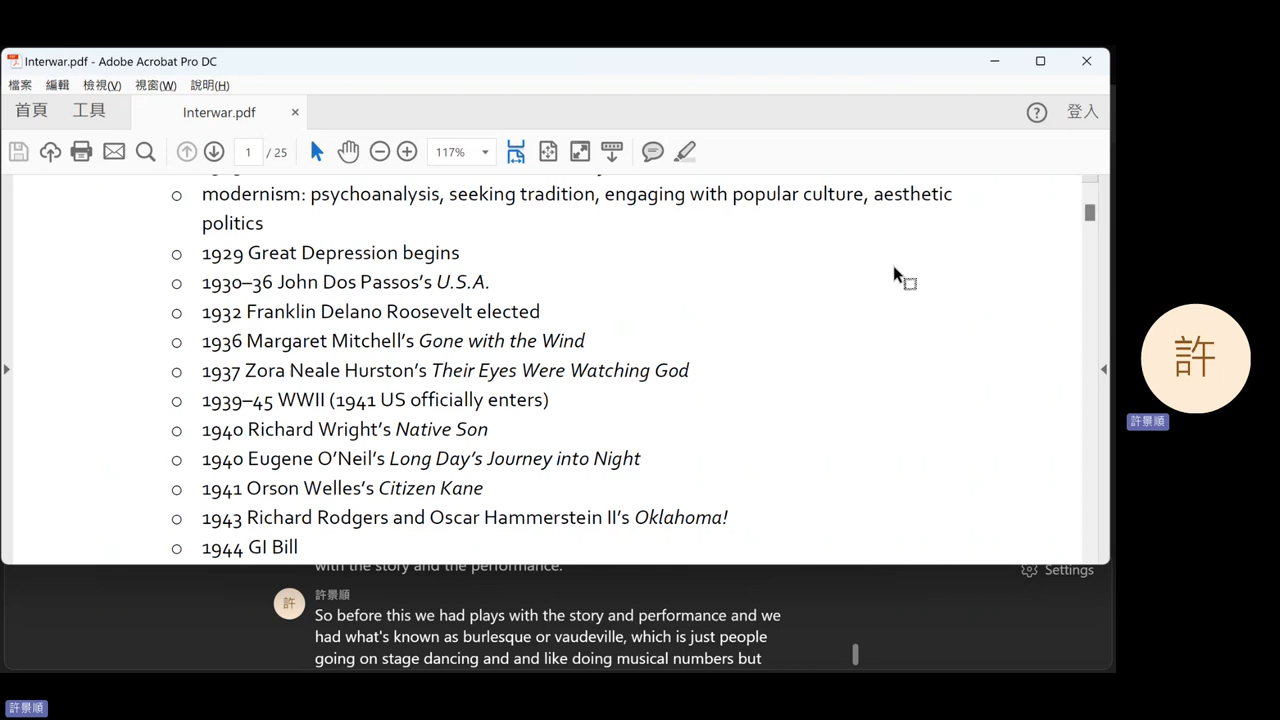 Interwar.pdf - Adobe Acrobat Pro DC
檔案 編輯 檢視(V) 視窗(W) 說明(H)
首頁 工具 Interwar.pdf × ? 登入
1 / 25 117%
modernism: psychoanalysis, seeking tradition, engaging with popular culture, aesthetic
politics
1929 Great Depression begins
1930–36 John Dos Passos’s U.S.A.
1932 Franklin Delano Roosevelt elected
1936 Margaret Mitchell’s Gone with the Wind
1937 Zora Neale Hurston’s Their Eyes Were Watching God
1939–45 WWII (1941 US officially enters)
1940 Richard Wright’s Native Son
1940 Eugene O’Neil’s Long Day’s Journey into Night
1941 Orson Welles’s Citizen Kane
1943 Richard Rodgers and Oscar Hammerstein II’s Oklahoma!
1944 GI Bill
with the story and the performance.
Settings
許 許景順
So before this we had plays with the story and performance and we
had what's known as burlesque or vaudeville, which is just people
going on stage dancing and and like doing musical numbers but
許
許景順
許景順